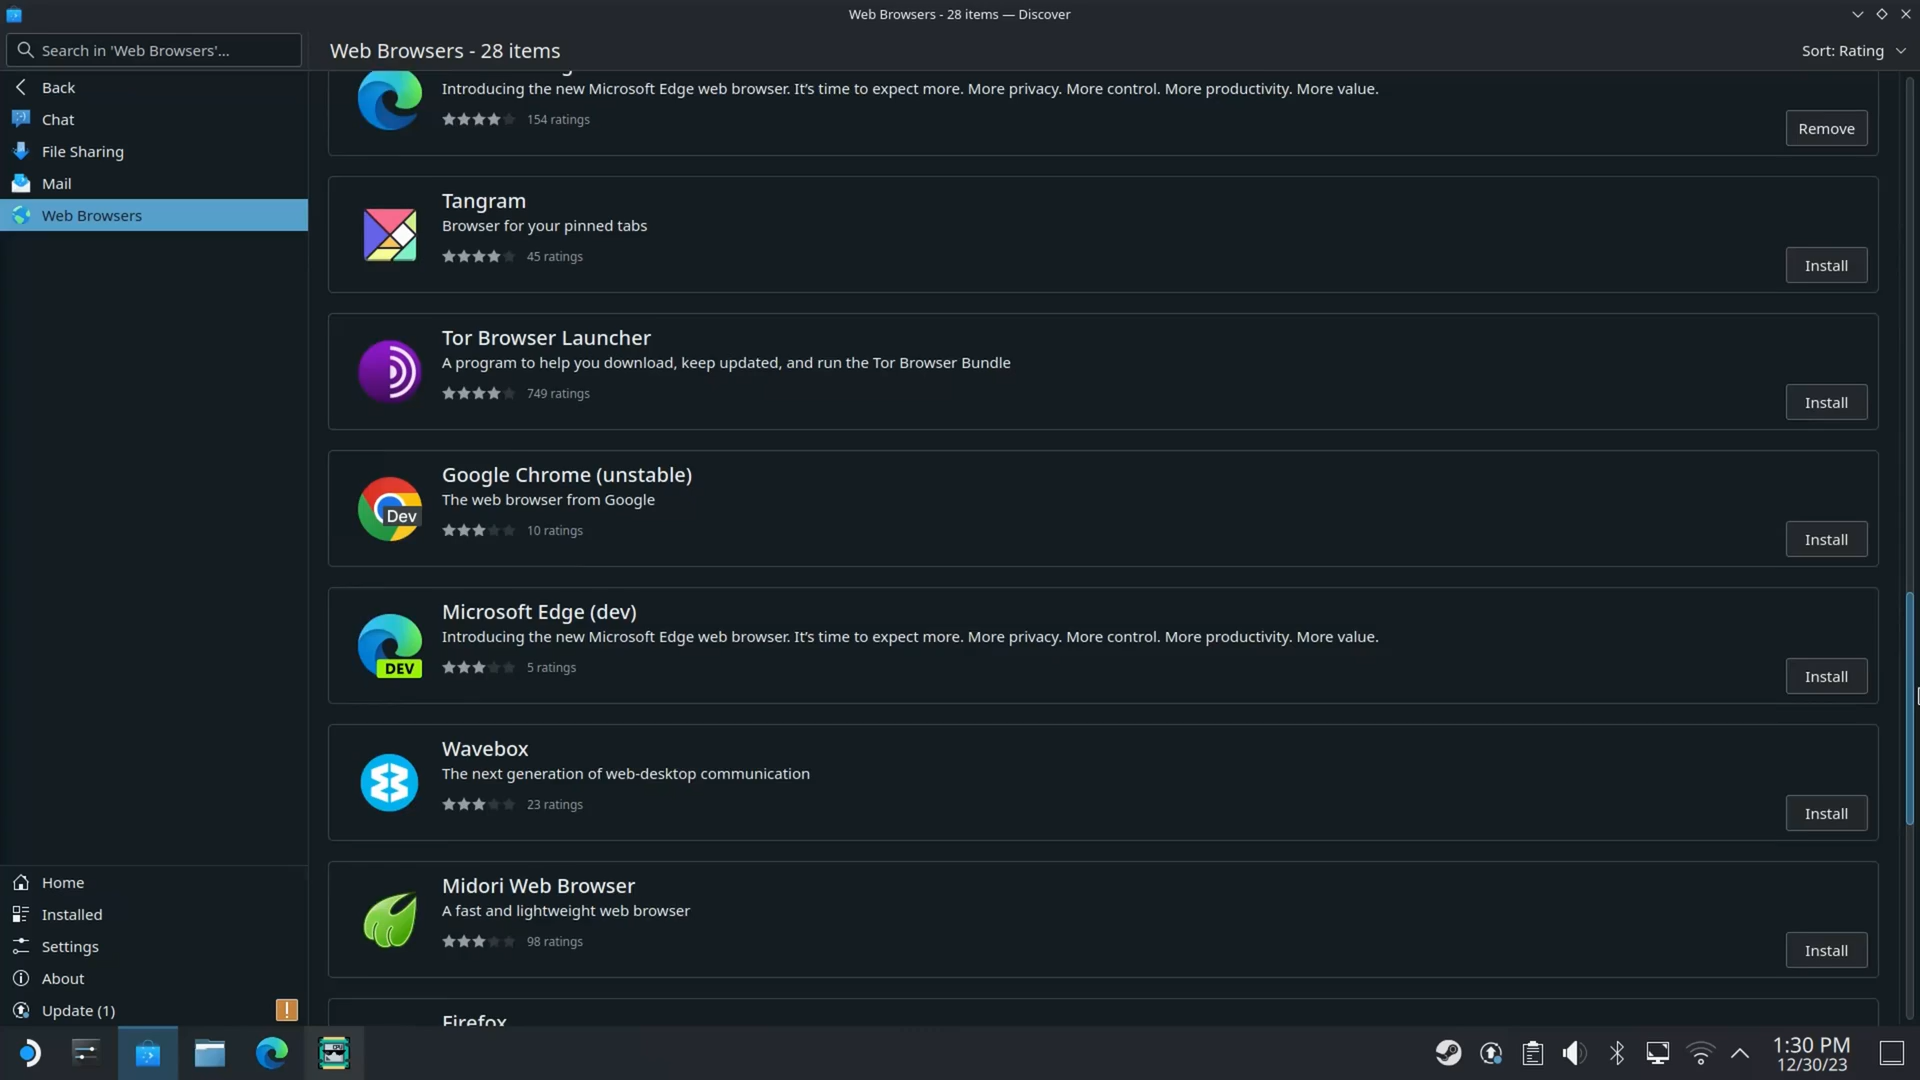 Web Browsers - 28 items — Discover
Search in 'Web Browsers'...
Web Browsers - 28 items
Sort: Rating
Back
Chat
File Sharing
Mail
Web Browsers
Introducing the new Microsoft Edge web browser. It's time to expect more. More privacy. More control. More productivity. More value.
154 ratings
Remove
Tangram
Browser for your pinned tabs
45 ratings
Install
Tor Browser Launcher
A program to help you download, keep updated, and run the Tor Browser Bundle
749 ratings
Install
Dev
Google Chrome (unstable)
The web browser from Google
10 ratings
Install
DEV
Microsoft Edge (dev)
Introducing the new Microsoft Edge web browser. It's time to expect more. More privacy. More control. More productivity. More value.
5 ratings
Install
Wavebox
The next generation of web-desktop communication
23 ratings
Install
Midori Web Browser
A fast and lightweight web browser
98 ratings
Install
Firefox
Home
Installed
Settings
About
Update (1)
1:30 PM
12/30/23